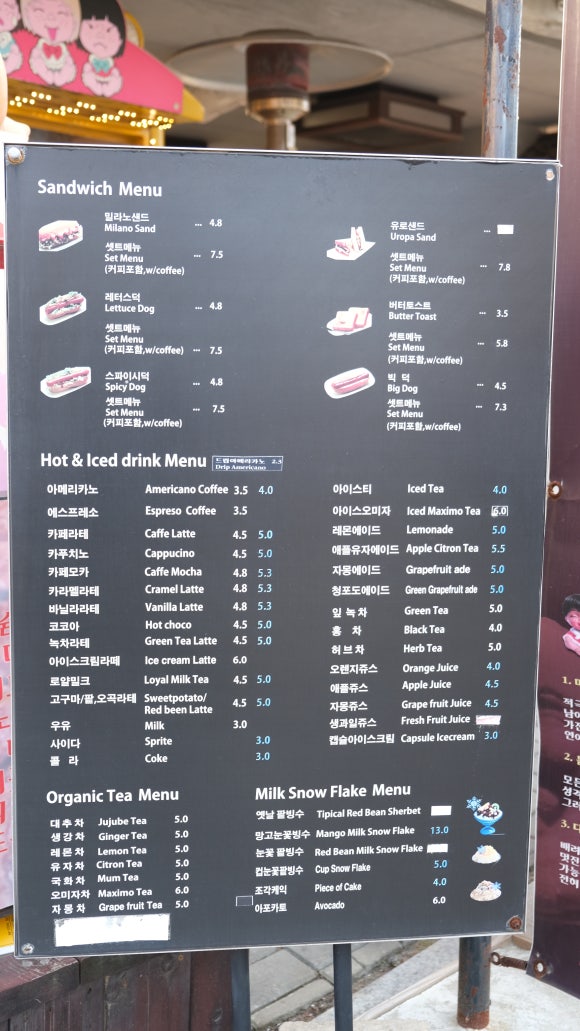 Sandwich Menu
밀라노샌드
Milano Sand ... 4.8
셋트메뉴
Set Menu ... 7.5
(커피포함,w/coffee)
레터스덕
Lettuce Dog ... 4.8
셋트메뉴
Set Menu
(커피포함,w/coffee) ... 7.5
스파이시덕
Spicy Dog ... 4.8
셋트메뉴
Set Menu ... 7.5
(커피포함,w/coffee)
유로샌드 ...
Uropa Sand
셋트메뉴
Set Menu ... 7.8
(커피포함,w/coffee)
버터토스트
Butter Toast ... 3.5
셋트메뉴
Set Menu ... 5.8
(커피포함,w/coffee)
빅 덕
Big Dog ... 4.5
셋트메뉴
Set Menu ... 7.3
(커피포함,w/coffee)
Hot & Iced drink Menu
드립아메리카노 2.5
Drip Americano
아메리카노 Americano Coffee 3.5 4.0
에스프레소 Espreso Coffee 3.5
카페라테 Caffe Latte 4.5 5.0
카푸치노 Cappucino 4.5 5.0
카페모카 Caffe Mocha 4.8 5.3
카라멜라테 Cramel Latte 4.8 5.3
바닐라라테 Vanilla Latte 4.8 5.3
코코아 Hot choco 4.5 5.0
녹차라테 Green Tea Latte 4.5 5.0
아이스크림라떼 Ice cream Latte 6.0
로얄밀크 Loyal Milk Tea 4.5 5.0
고구마/팥,오곡라테 Sweetpotato/
Red been Latte 4.5 5.0
우유 Milk 3.0
사이다 Sprite 3.0
콜 라 Coke 3.0
아이스티 Iced Tea 4.0
아이스오미자 Iced Maximo Tea 6.0
레몬에이드 Lemonade 5.0
애플유자에이드 Apple Citron Tea 5.5
자몽에이드 Grapefruit ade 5.0
청포도에이드 Green Grapefruit ade 5.0
잎 녹 차 Green Tea 5.0
홍 차 Black Tea 4.0
허 브 차 Herb Tea 5.0
오렌지쥬스 Orange Juice 4.0
애플쥬스 Apple Juice 4.5
자몽쥬스 Grape fruit Juice 4.5
생과일쥬스 Fresh Fruit Juice
캡슐아이스크림 Capsule Icecream 3.0
Organic Tea Menu
대 추 차 Jujube Tea 5.0
생 강 차 Ginger Tea 5.0
레 몬 차 Lemon Tea 5.0
유 자 차 Citron Tea 5.0
국 화 차 Mum Tea 5.0
오미자차 Maximo Tea 6.0
자 몽 차 Grape fruit Tea 5.0
Milk Snow Flake Menu
옛날 팥빙수 Tipical Red Bean Sherbet
망고눈꽃빙수 Mango Milk Snow Flake 13.0
눈꽃 팥빙수 Red Bean Milk Snow Flake
컵눈꽃팥빙수 Cup Snow Flake 5.0
조각케익 Piece of Cake 4.0
아포카토 Avocado 6.0